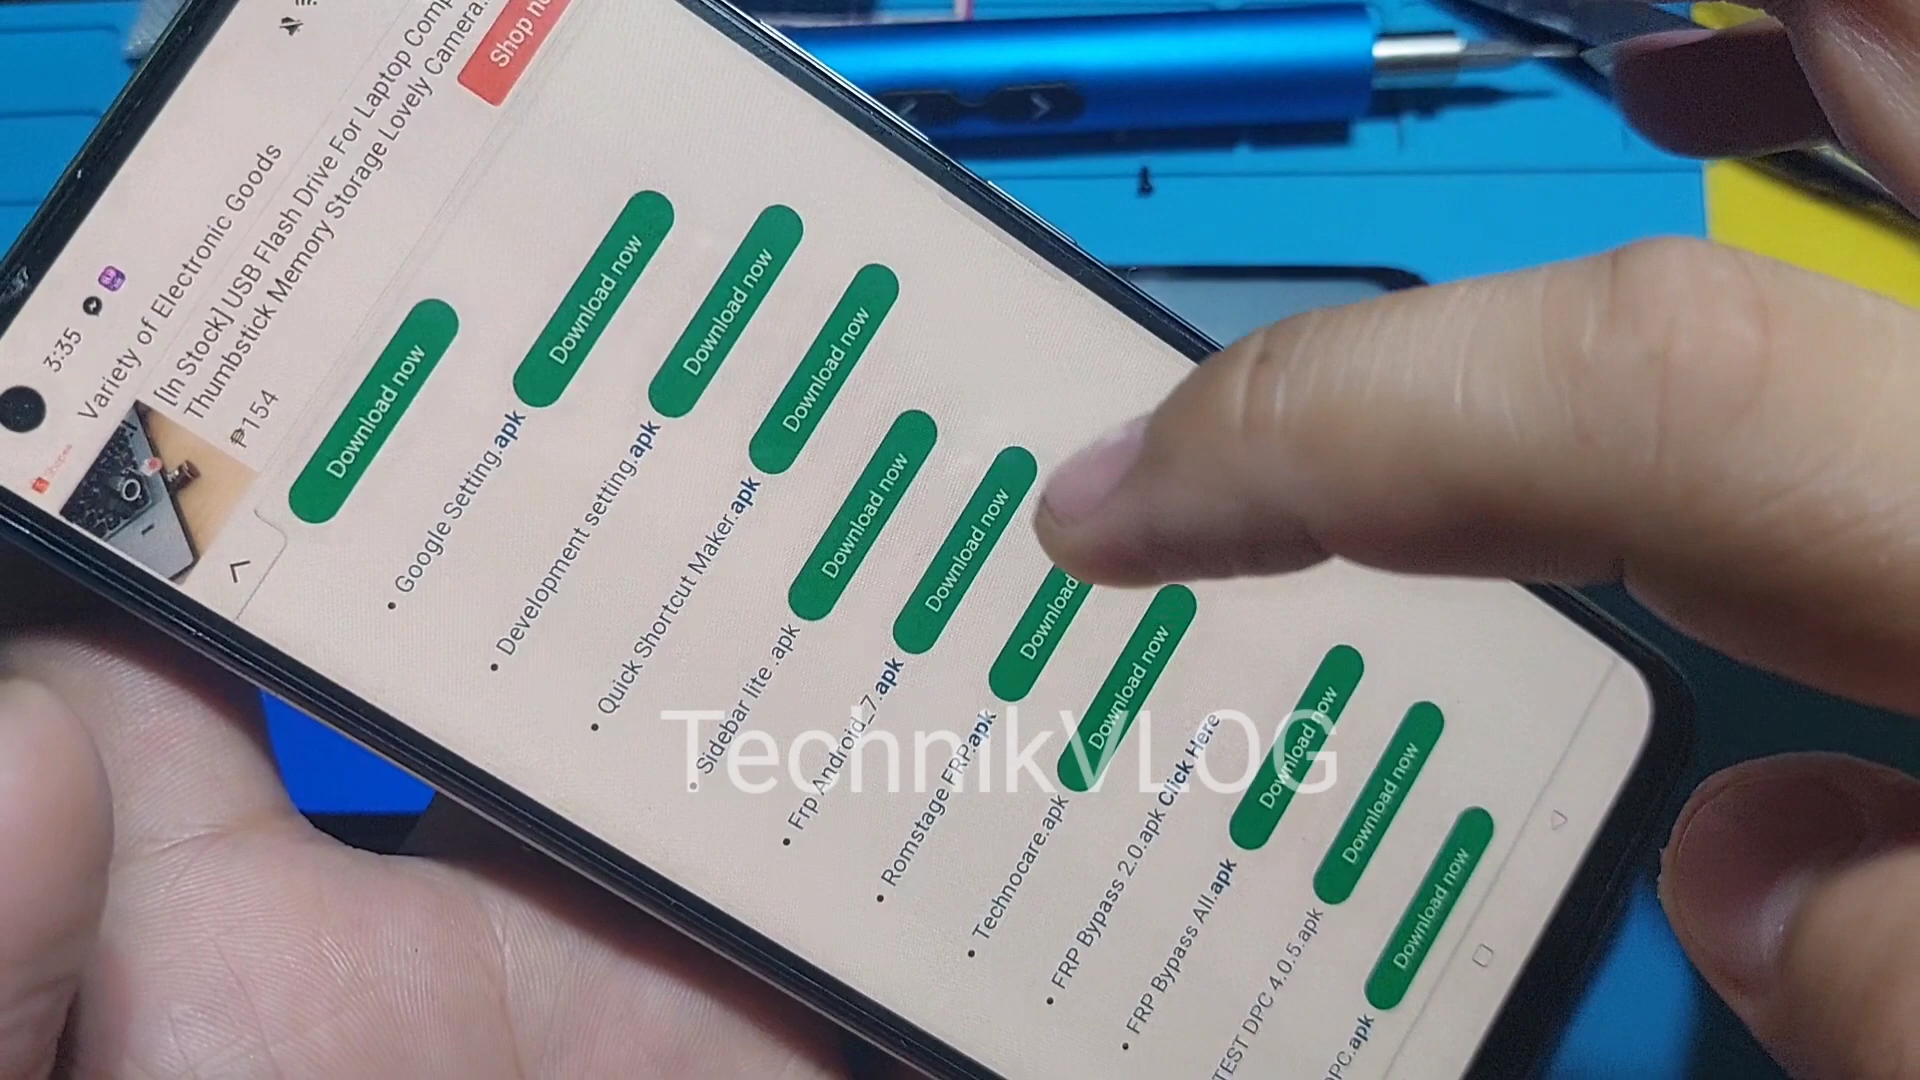 3:35
Variety of Electronic Goods
[In Stock] USB Flash Drive For Laptop
Thumbstick Memory Storage Lovely Camera..
₱154
Shop
Download now
Google Setting.apk Download now
Development setting.apk Download now
Quick Shortcut Maker.apk Download now
Sidebar lite .apk Download now
Frp Android_7.apk Download now
Romstage FRP.apk Download
Technocare.apk Download now
FRP Bypass 2.0.apk Click Here
FRP Bypass All.apk Download now
TEST DPC 4.0.5.apk Download now
DPC.apk Download now
TechnikVLOG